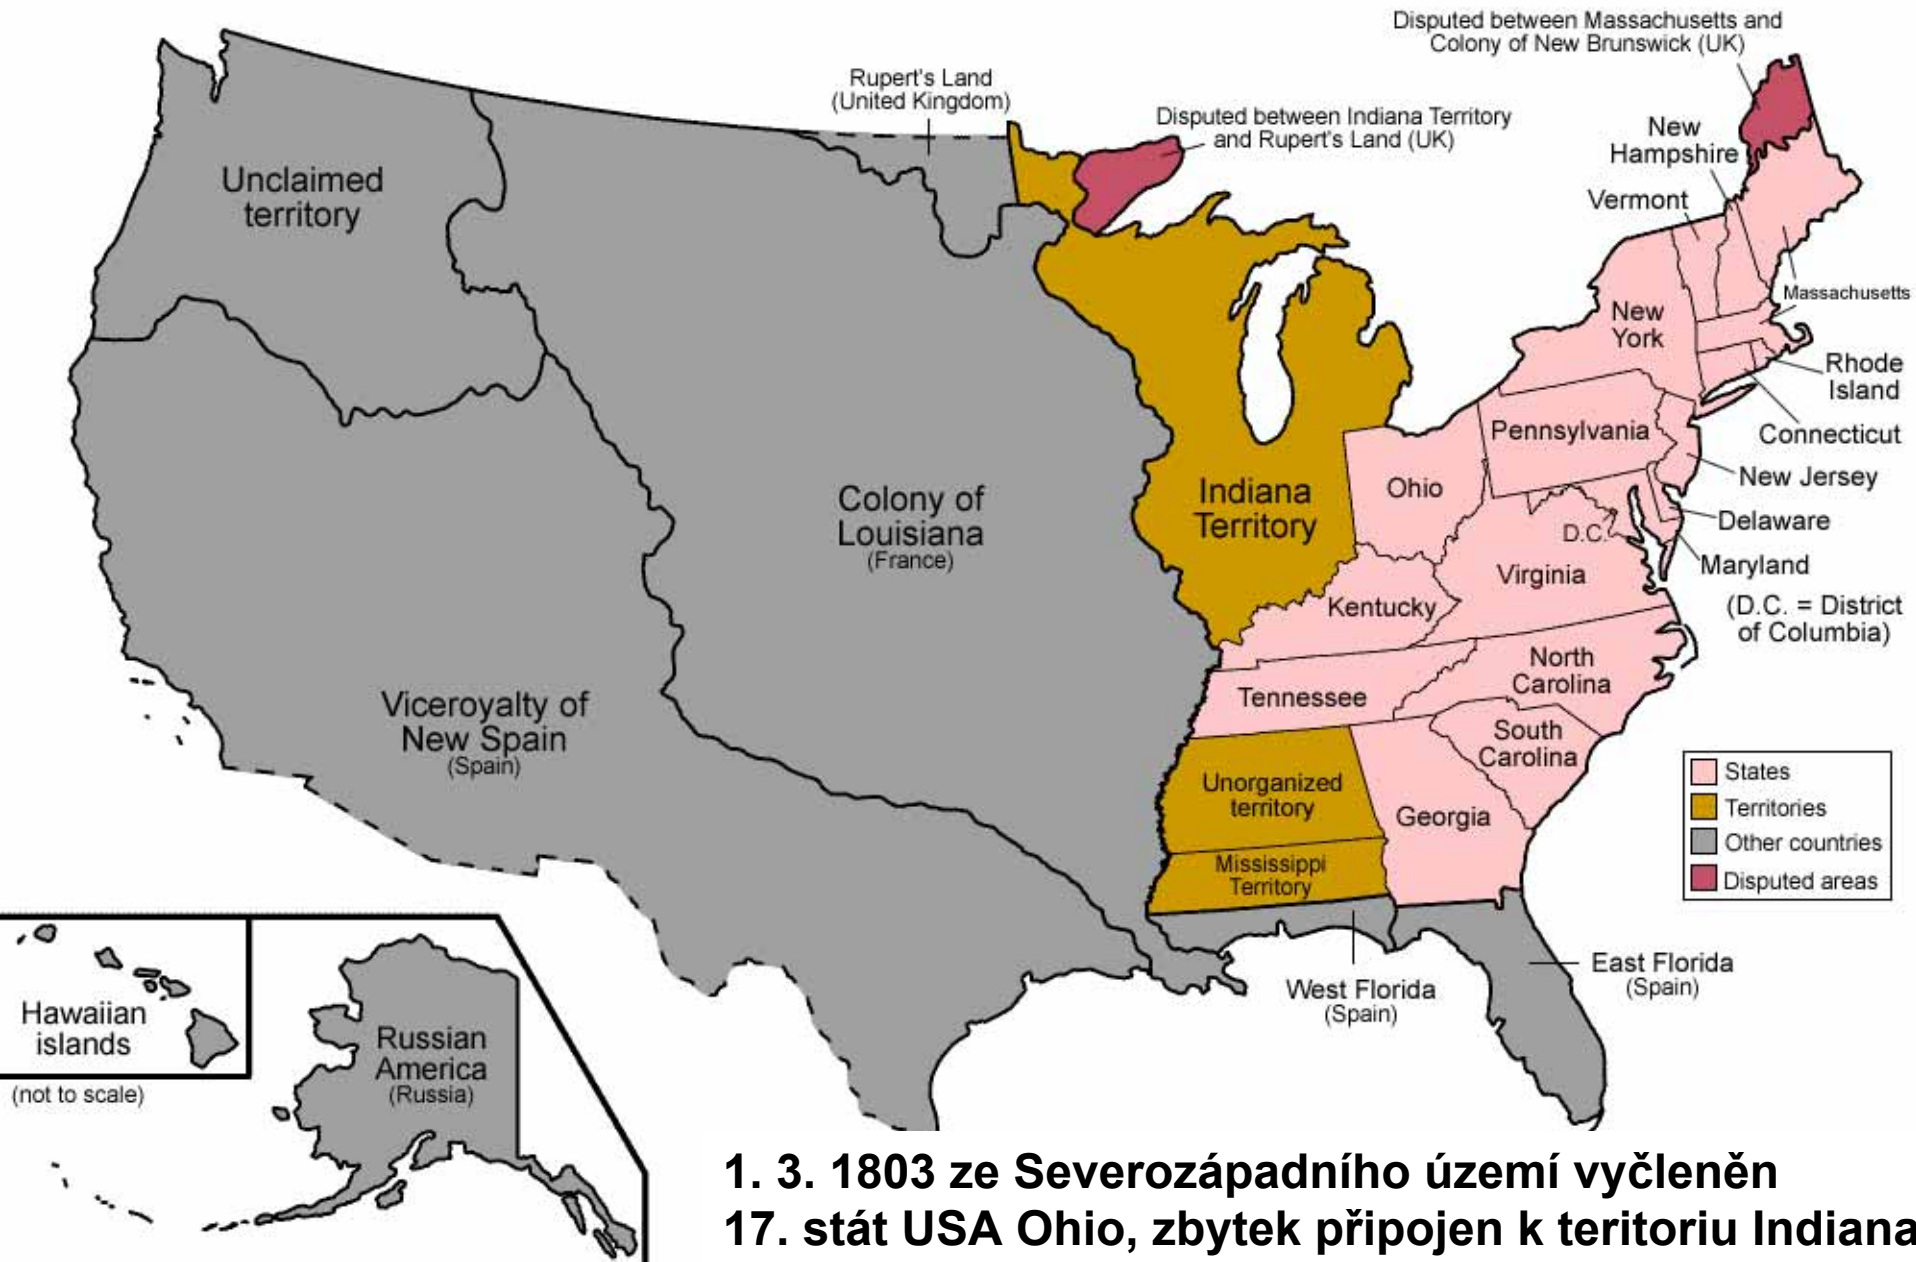 Disputed between Massachusetts and
Colony of New Brunswick (UK)
Rupert's Land
(United Kingdom)
Disputed between Indiana Territory
and Rupert's Land (UK)
New
Hampshire
Vermont
Unclaimed
territory
Massachusetts
New
York
Rhode
Island
Connecticut
Pennsylvania
New Jersey
Ohio
Indiana
Territory
Colony of
Louisiana
(France)
Delaware
D.C.
Maryland
Virginia
Kentucky
(D.C. = District
of Columbia)
North
Carolina
Tennessee
Viceroyalty of
New Spain
(Spain)
South
Carolina
Unorganized
territory
Georgia
Mississippi
Territory
States
Territories
Other countries
Disputed areas
West Florida
(Spain)
East Florida
(Spain)
Hawaiian
islands
(not to scale)
Russian
America
(Russia)
1. 3. 1803 ze Severozápadního území vyčleněn
17. stát USA Ohio, zbytek připojen k teritoriu Indiana